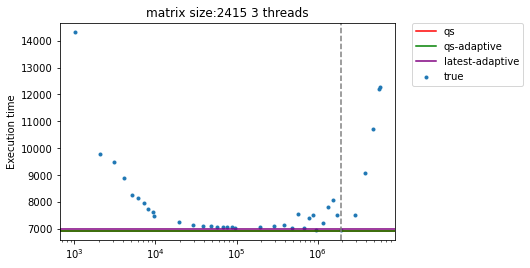 matrix size:2415 3 threads
Execution time
14000
13000
12000
11000
10000
9000
8000
7000
10³
10⁴
10⁵
10⁶
qs
qs-adaptive
latest-adaptive
true